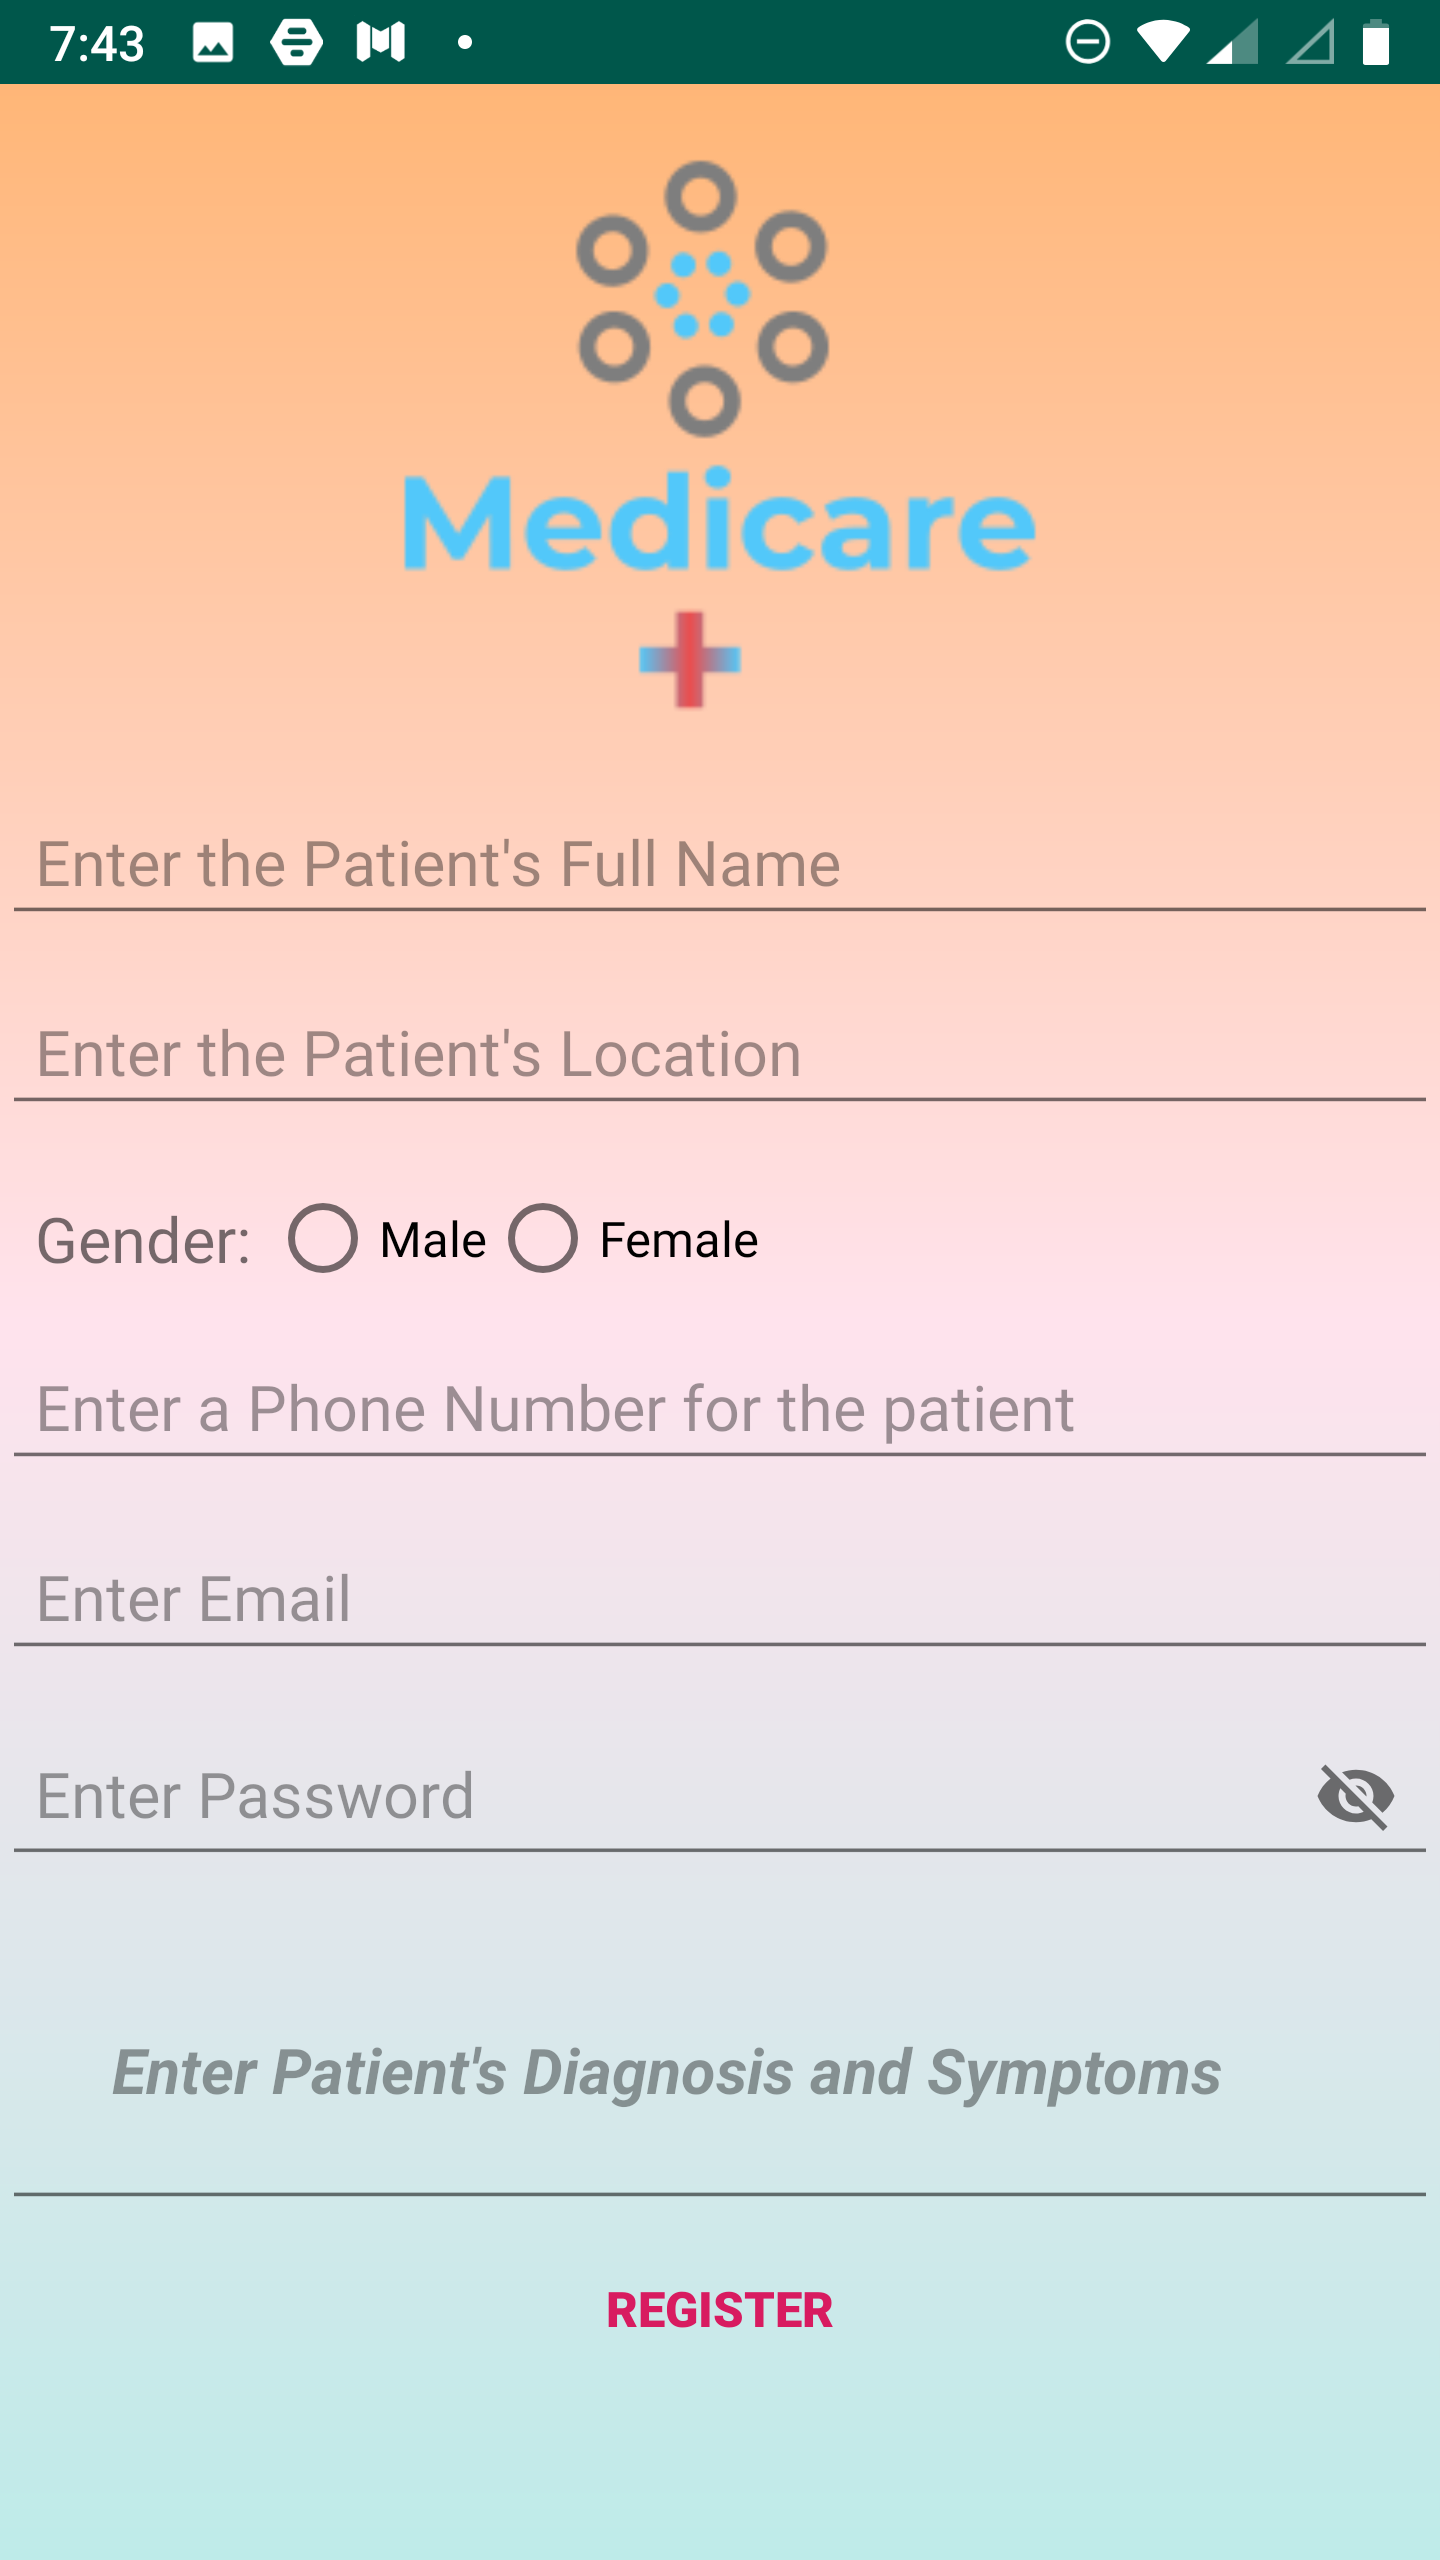 7:43
Medicare
+
Enter the Patient's Full Name
Enter the Patient's Location
Gender: Male Female
Enter a Phone Number for the patient
Enter Email
Enter Password
Enter Patient's Diagnosis and Symptoms
REGISTER